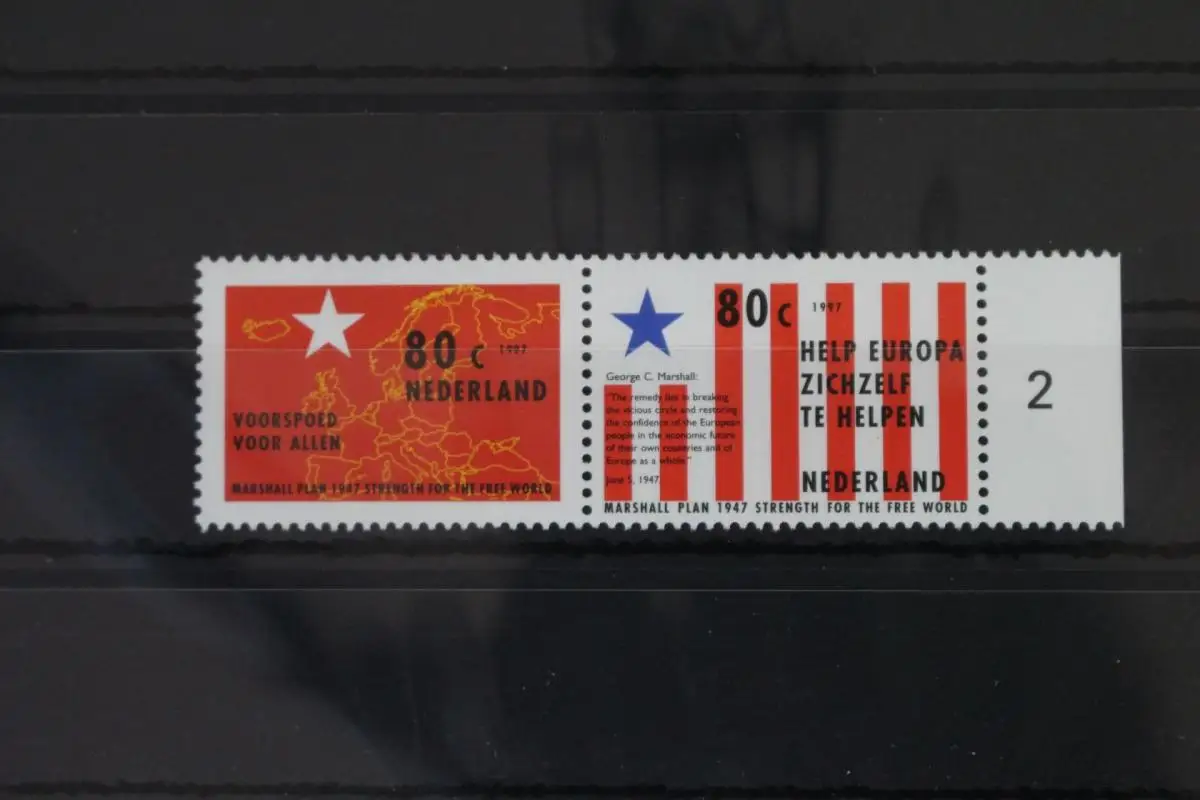 80 c 1997
NEDERLAND
VOORSPOED
VOOR ALLEN
MARSHALL PLAN 1947 STRENGTH FOR THE FREE WORLD
80 c 1997
HELP EUROPA
ZICHZELF
TE HELPEN
George C. Marshall:
"The remedy lies in breaking
the vicious circle and restoring
the confidence of the European
people in the economic future
of their own countries and of
Europe as a whole."
June 5, 1947
NEDERLAND
MARSHALL PLAN 1947 STRENGTH FOR THE FREE WORLD
2